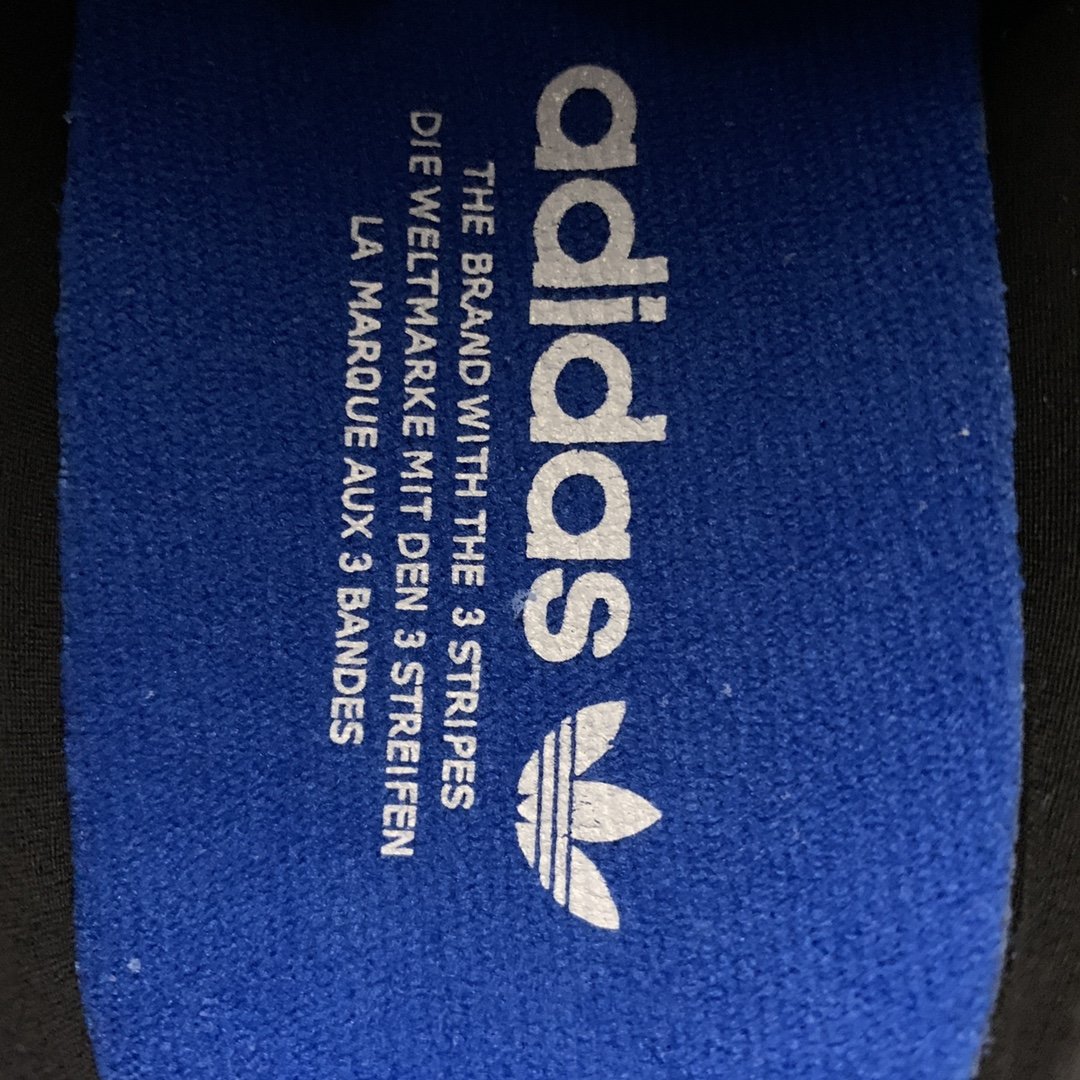 adidas
THE BRAND WITH THE 3 STRIPES
DIE WELTMARKE MIT DEN 3 STREIFEN
LA MARQUE AUX 3 BANDES